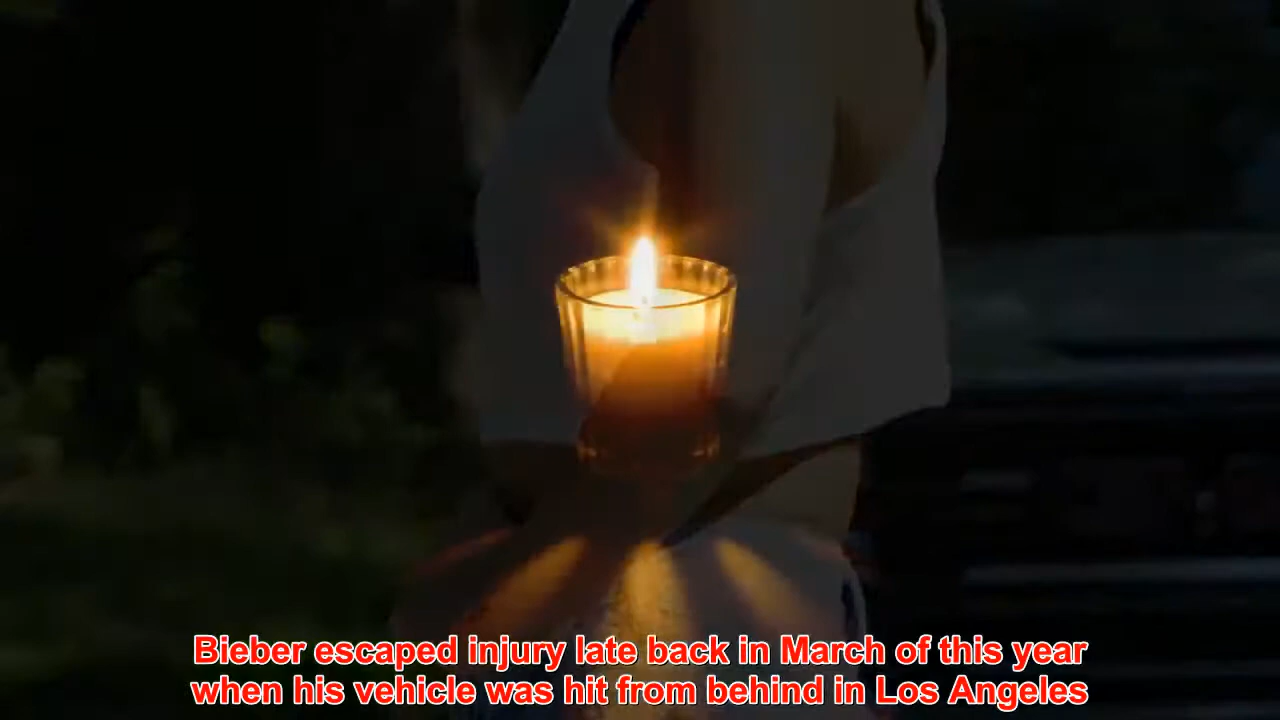 Bieber escaped injury late back in March of this year
when his vehicle was hit from behind in Los Angeles